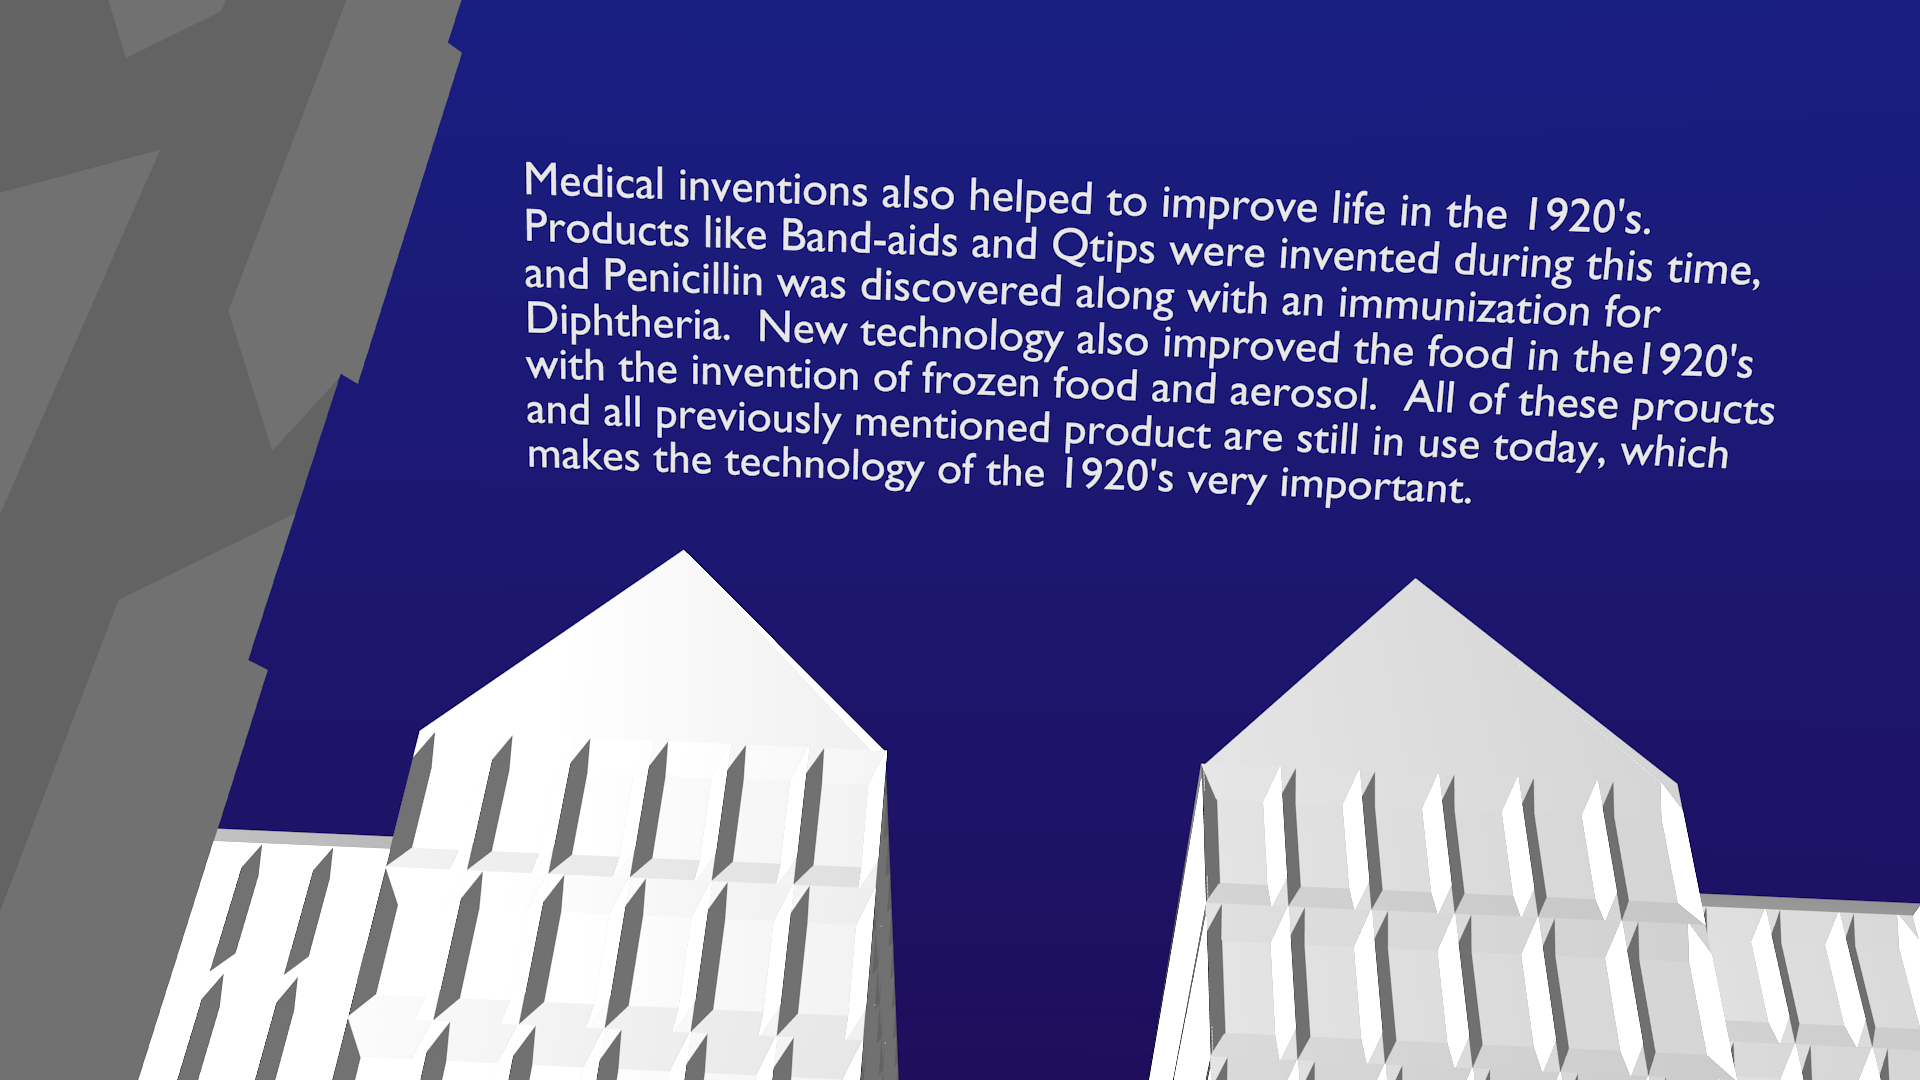 Medical inventions also helped to improve life in the 1920's.
Products like Band-aids and Qtips were invented during this time,
and Penicillin was discovered along with an immunization for
Diphtheria.  New technology also improved the food in the1920's
with the invention of frozen food and aerosol.  All of these proucts
and all previously mentioned product are still in use today, which
makes the technology of the 1920's very important.